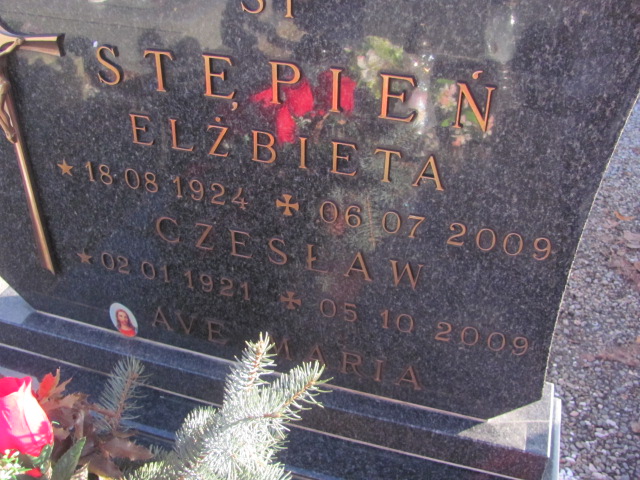 STĘPIEŃ
ELŻBIETA
18.08 1924 06 07 2009
CZESŁAW
02 01 1921 05 10 2009
AVE MARIA